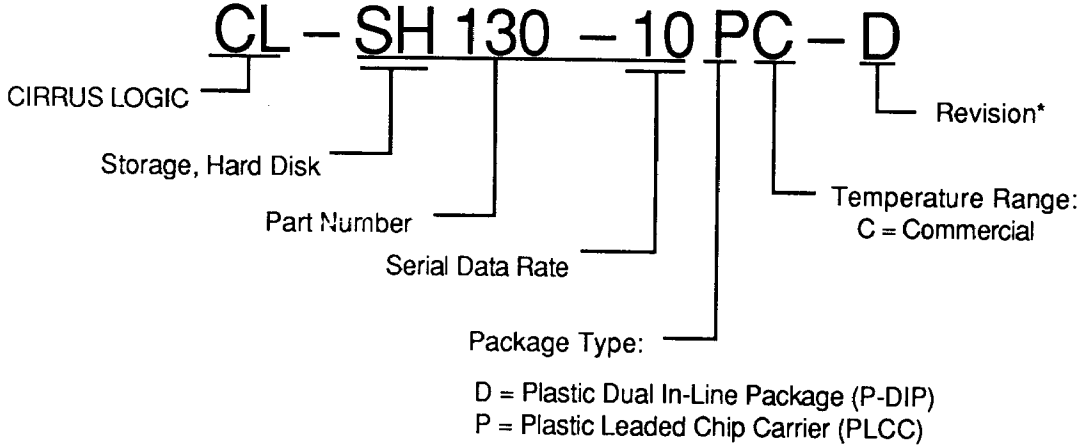 CL – SH 130 – 10 P C – D
CIRRUS LOGIC
Revision*
Storage, Hard Disk
Temperature Range:
C = Commercial
Part Number
Serial Data Rate
Package Type:
D = Plastic Dual In-Line Package (P-DIP)
P = Plastic Leaded Chip Carrier (PLCC)